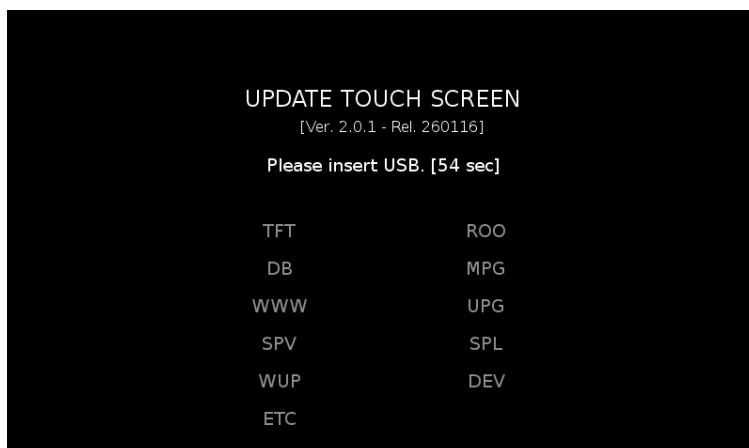 UPDATE TOUCH SCREEN
[Ver. 2.0.1 - Rel. 260116]
Please insert USB. [54 sec]
TFT ROO
DB MPG
WWW UPG
SPV SPL
WUP DEV
ETC